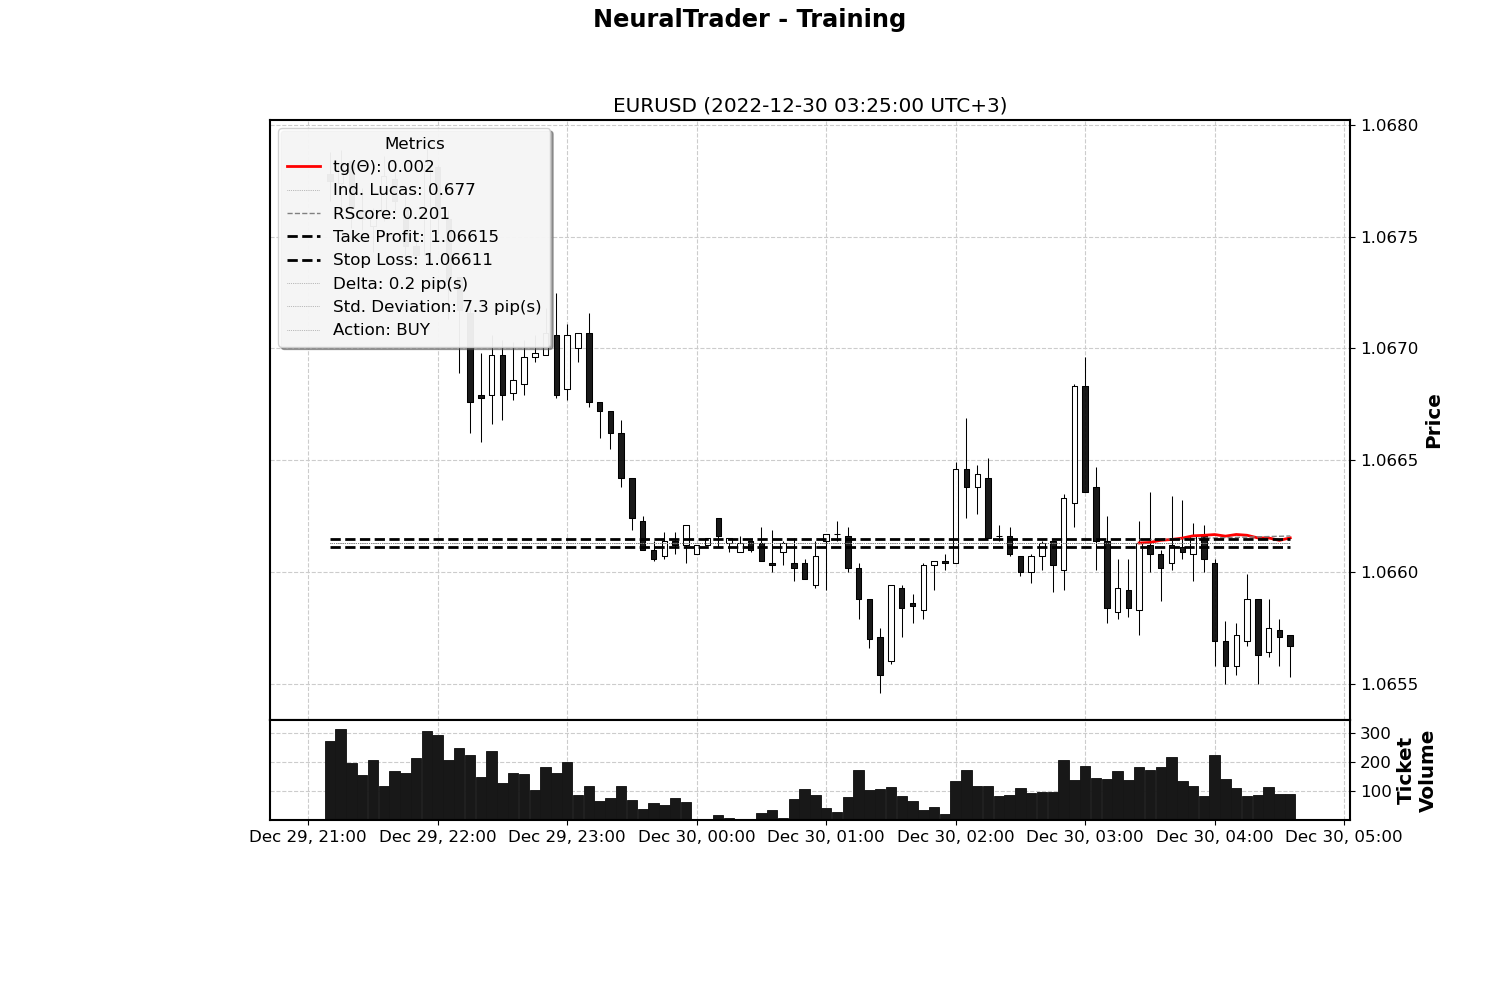 NeuralTrader - Training
EURUSD (2022-12-30 03:25:00 UTC+3)
Metrics
tg(Θ): 0.002
Ind. Lucas: 0.677
RScore: 0.201
Take Profit: 1.06615
Stop Loss: 1.06611
Delta: 0.2 pip(s)
Std. Deviation: 7.3 pip(s)
Action: BUY
1.0680
1.0675
1.0670
1.0665
1.0660
1.0655
Price
300
200
100
Ticket
Volume
Dec 29, 21:00
Dec 29, 22:00
Dec 29, 23:00
Dec 30, 00:00
Dec 30, 01:00
Dec 30, 02:00
Dec 30, 03:00
Dec 30, 04:00
Dec 30, 05:00